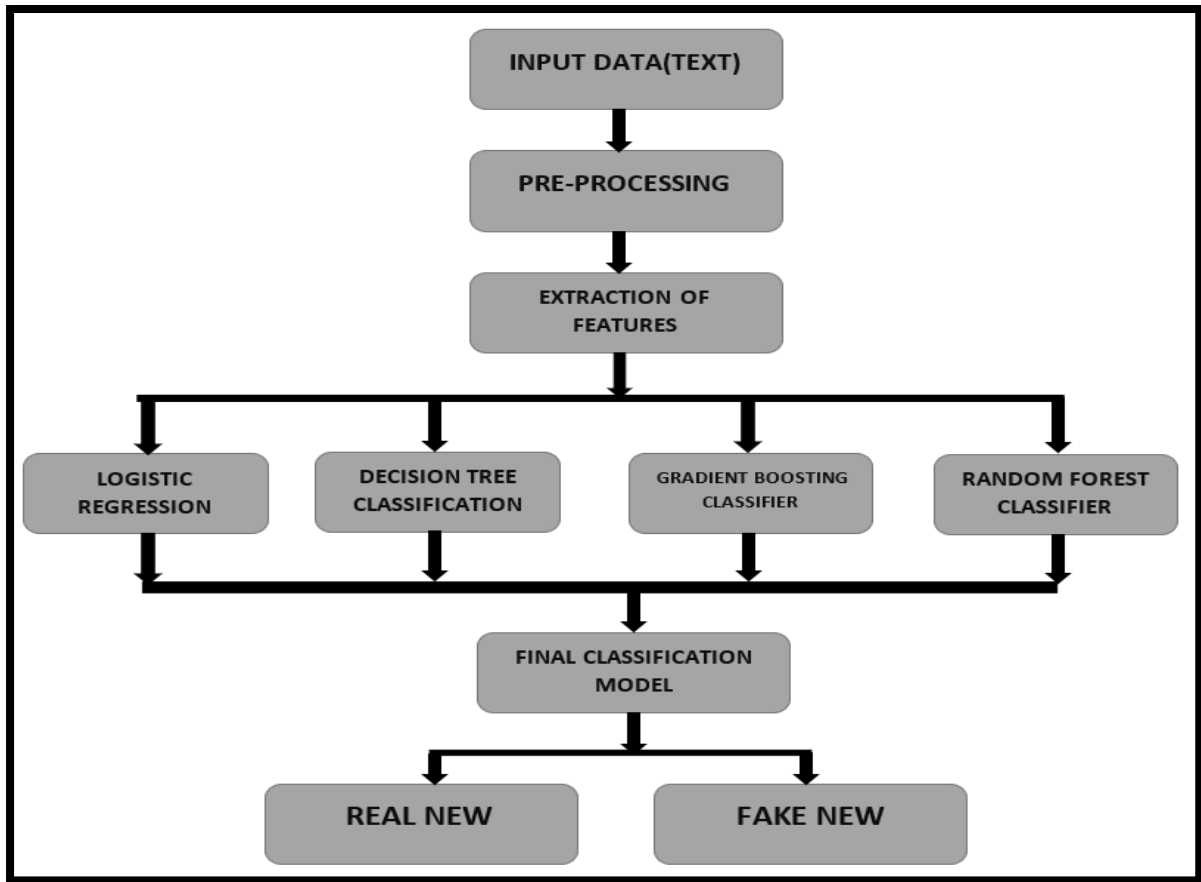 INPUT DATA(TEXT)
PRE-PROCESSING
EXTRACTION OF
FEATURES
LOGISTIC
REGRESSION
DECISION TREE
CLASSIFICATION
GRADIENT BOOSTING
CLASSIFIER
RANDOM FOREST
CLASSIFIER
FINAL CLASSIFICATION
MODEL
REAL NEW
FAKE NEW